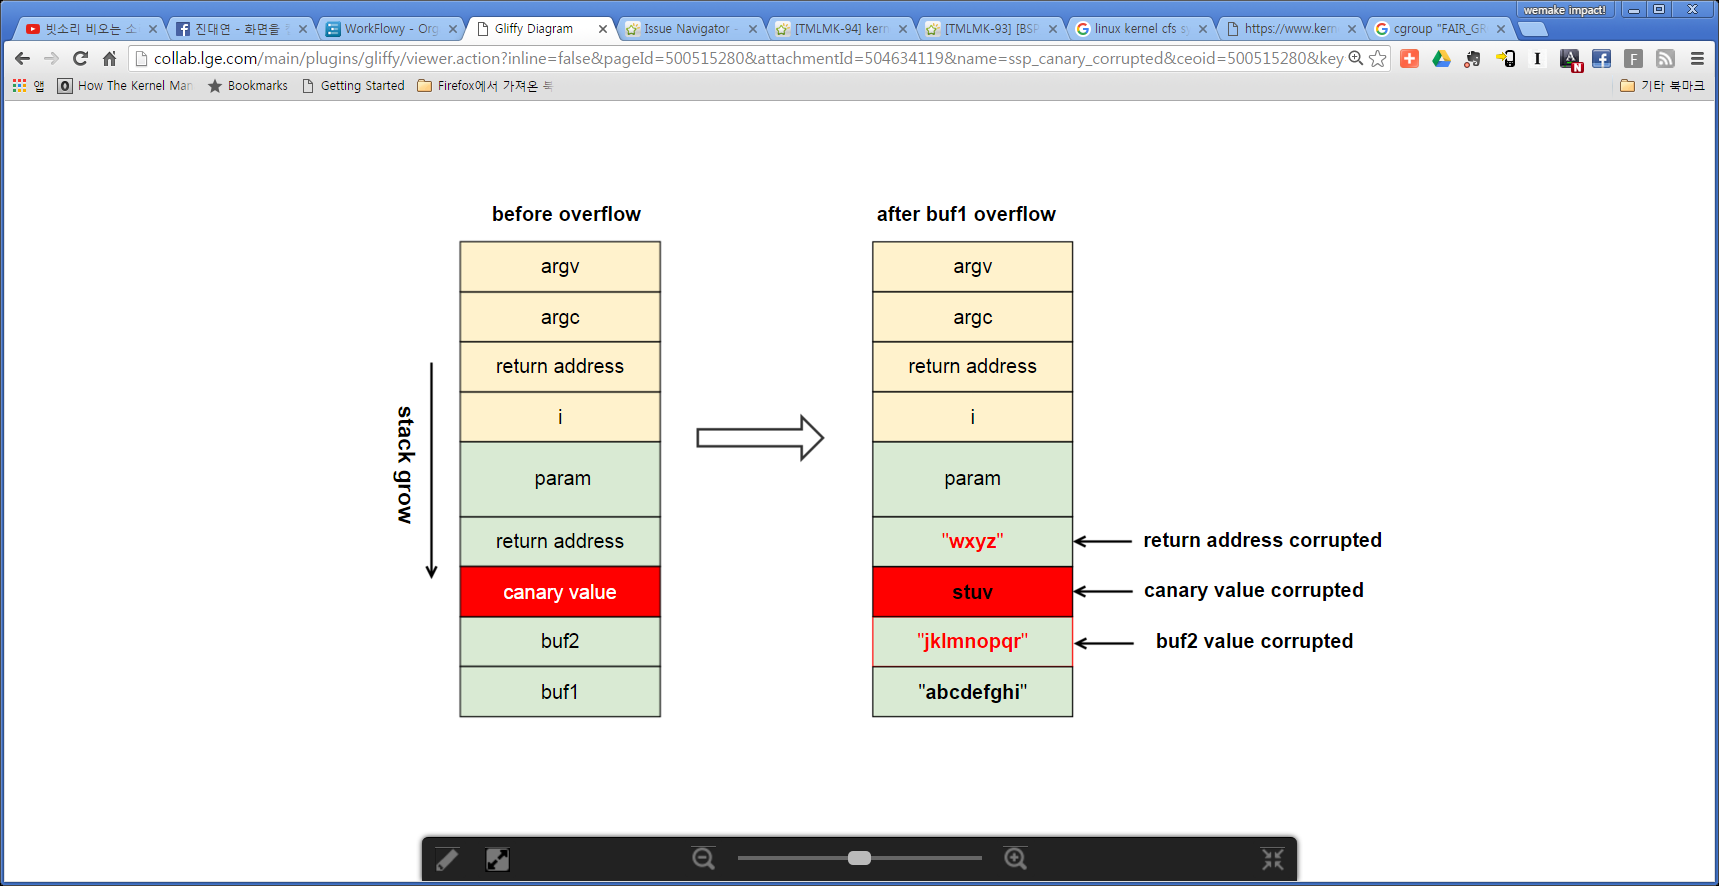 wemake impact!
빗소리 비오는 소
진대연 - 화면을
WorkFlowy - Org
Gliffy Diagram
Issue Navigator -
[TMLMK-94] kern
[TMLMK-93] [BSP
linux kernel cfs sy
https://www.kern
cgroup "FAIR_GR
collab.lge.com/main/plugins/gliffy/viewer.action?inline=false&pageId=500515280&attachmentId=504634119&name=ssp_canary_corrupted&ceoid=500515280&key
앱
How The Kernel Man
Bookmarks
Getting Started
Firefox에서 가져온 북
기타 북마크
before overflow
after buf1 overflow
argv
argv
argc
argc
return address
return address
i
i
stack grow
param
param
return address
"wxyz"
return address corrupted
canary value
stuv
canary value corrupted
buf2
"jklmnopqr"
buf2 value corrupted
buf1
"abcdefghi"